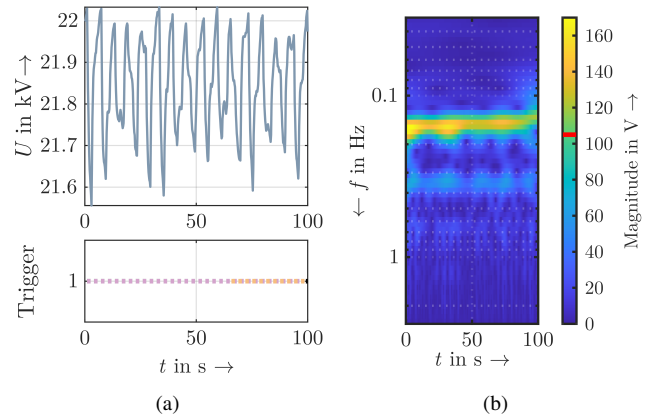 22
21.9
21.8
21.7
21.6
U in kV→
0 50 100
Trigger
1
0 50 100
t in s →
(a)
0.1
1
← f in Hz
0 50 100
t in s →
160
140
120
100
80
60
40
20
0
Magnitude in V →
(b)